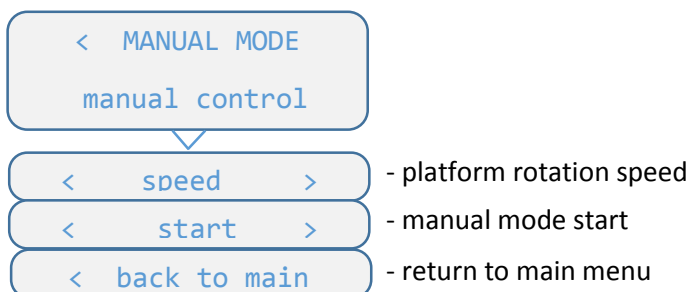 < MANUAL MODE
manual control
< speed > - platform rotation speed
< start > - manual mode start
< back to main - return to main menu